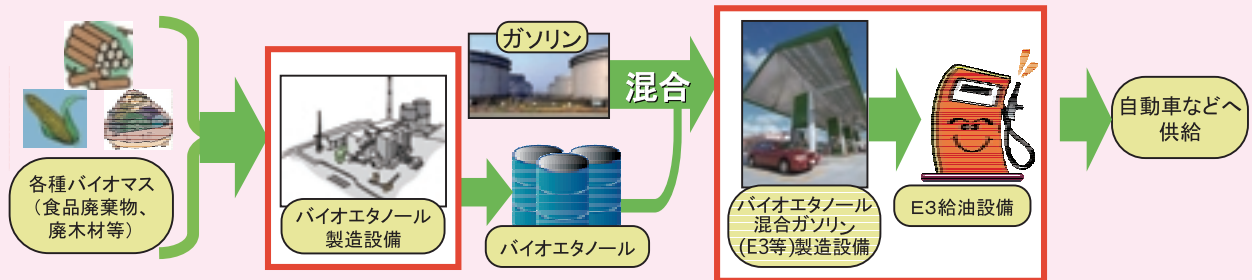 各種バイオマス
（食品廃棄物、
廃木材等）
バイオエタノール
製造設備
ガソリン
バイオエタノール
混合
バイオエタノール
混合ガソリン
(E3等)製造設備
E3給油設備
自動車などへ
供給